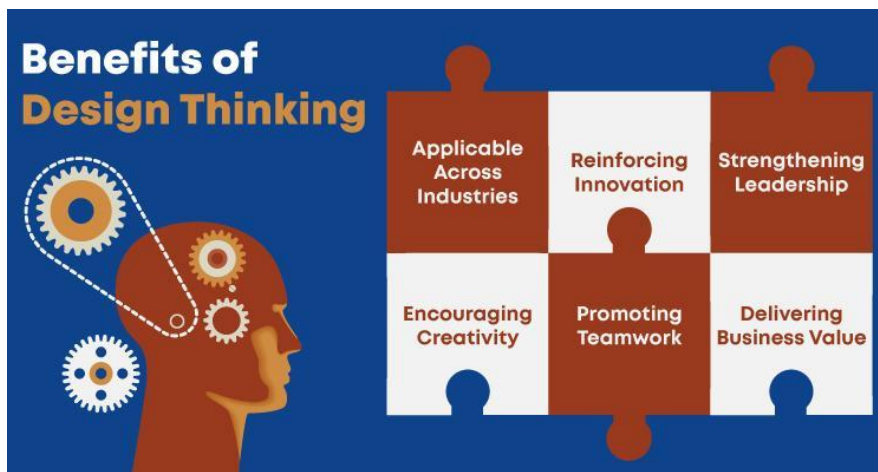 Benefits of
Design Thinking
Applicable
Across
Industries
Reinforcing
Innovation
Strengthening
Leadership
Encouraging
Creativity
Promoting
Teamwork
Delivering
Business Value